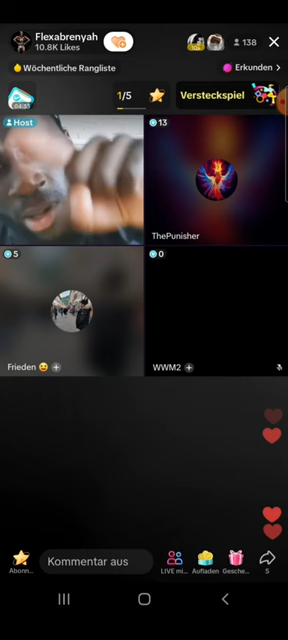 Flexabrenyah
10.8K Likes
138
Wöchentliche Rangliste
Erkunden >
04:51
1/5
Versteckspiel
Host
13
ThePunisher
5
0
Frieden
WWM2
Kommentar aus
Abonn...
LIVE mi...
Aufladen
Gesche...
5